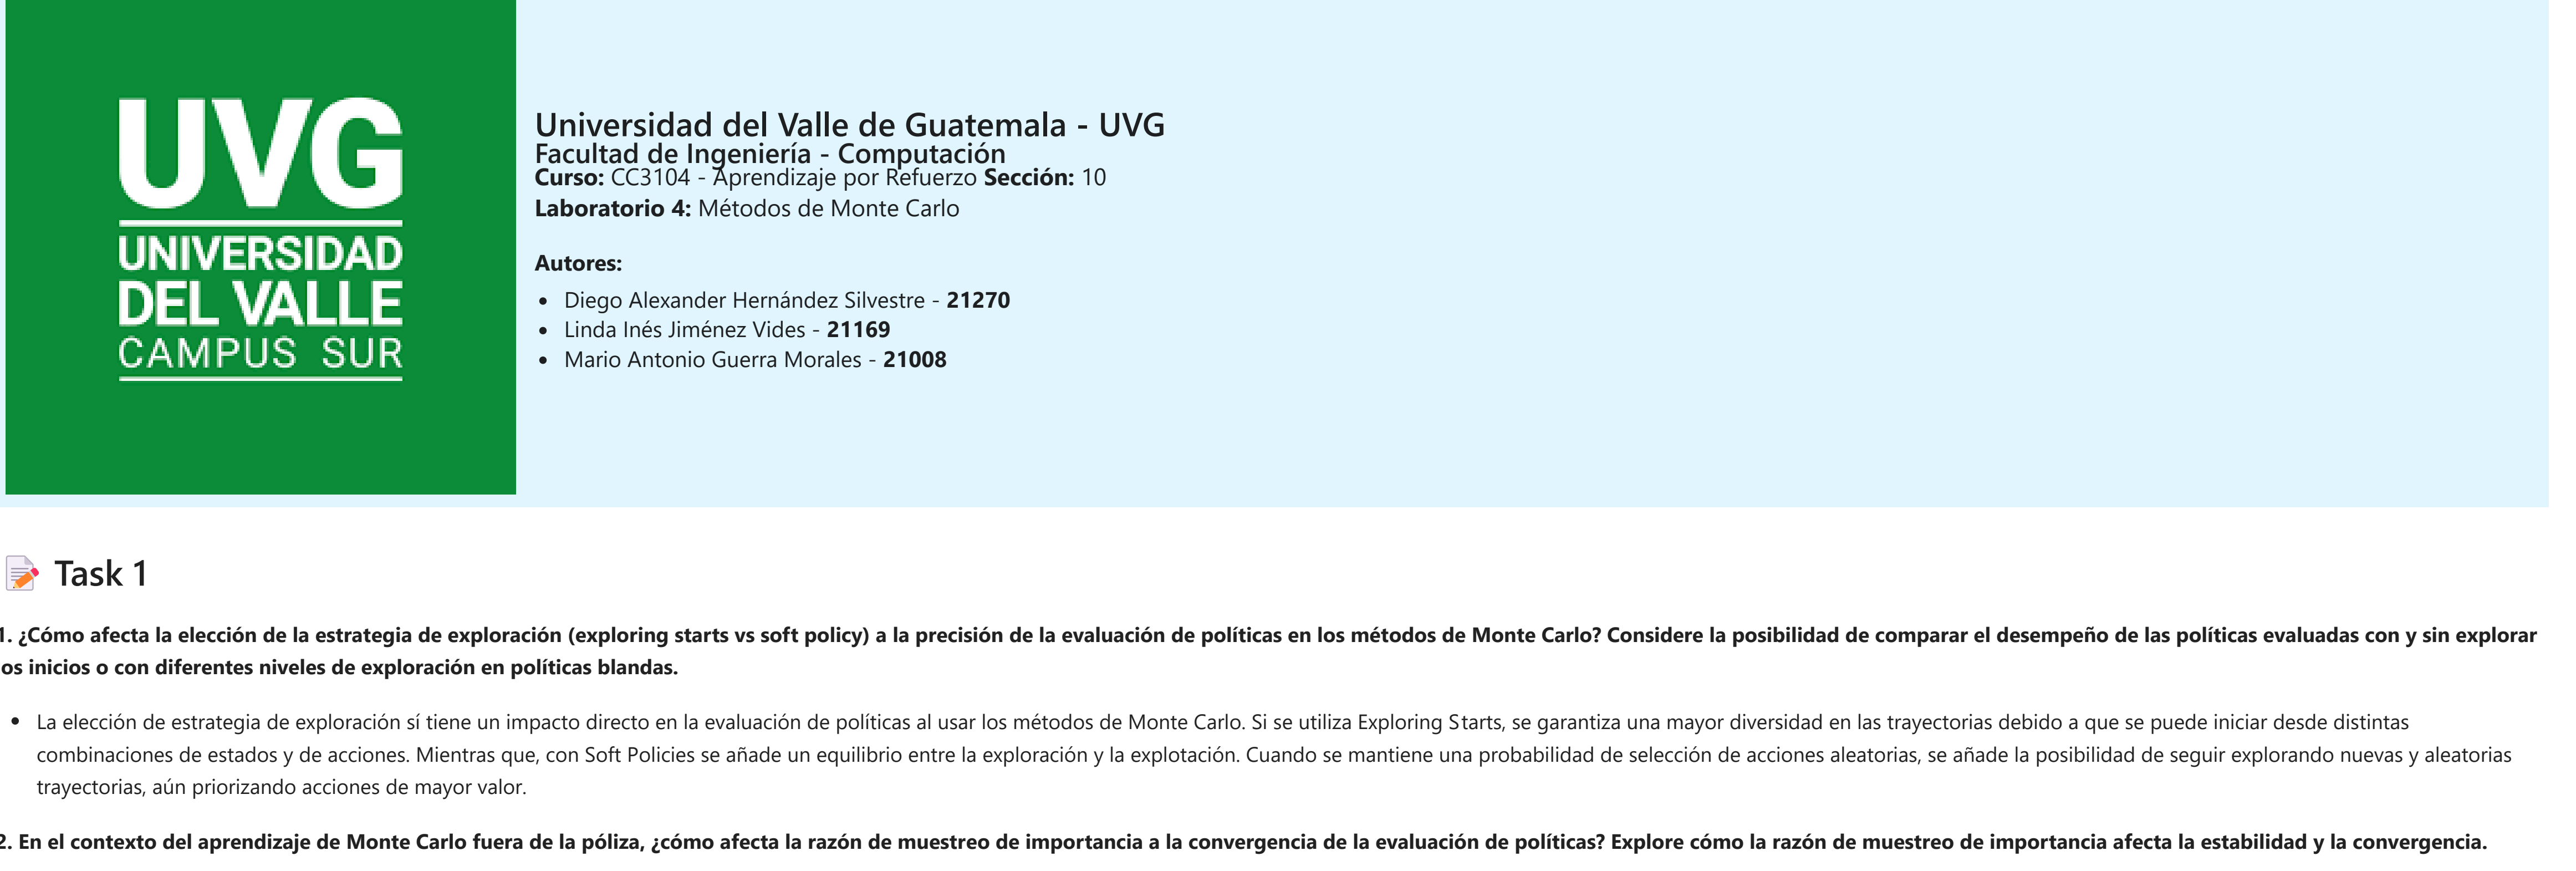 UVG
UNIVERSIDAD
DEL VALLE
CAMPUS SUR
Universidad del Valle de Guatemala - UVG
Facultad de Ingeniería - Computación
Curso: CC3104 - Aprendizaje por Refuerzo Sección: 10
Laboratorio 4: Métodos de Monte Carlo
Autores:
• Diego Alexander Hernández Silvestre - 21270
• Linda Inés Jiménez Vides - 21169
• Mario Antonio Guerra Morales - 21008
Task 1
1. ¿Cómo afecta la elección de la estrategia de exploración (exploring starts vs soft policy) a la precisión de la evaluación de políticas en los métodos de Monte Carlo? Considere la posibilidad de comparar el desempeño de las políticas evaluadas con y sin explorar
os inicios o con diferentes niveles de exploración en políticas blandas.
• La elección de estrategia de exploración sí tiene un impacto directo en la evaluación de políticas al usar los métodos de Monte Carlo. Si se utiliza Exploring Starts, se garantiza una mayor diversidad en las trayectorias debido a que se puede iniciar desde distintas
combinaciones de estados y de acciones. Mientras que, con Soft Policies se añade un equilibrio entre la exploración y la explotación. Cuando se mantiene una probabilidad de selección de acciones aleatorias, se añade la posibilidad de seguir explorando nuevas y aleatorias
trayectorias, aún priorizando acciones de mayor valor.
2. En el contexto del aprendizaje de Monte Carlo fuera de la póliza, ¿cómo afecta la razón de muestreo de importancia a la convergencia de la evaluación de políticas? Explore cómo la razón de muestreo de importancia afecta la estabilidad y la convergencia.